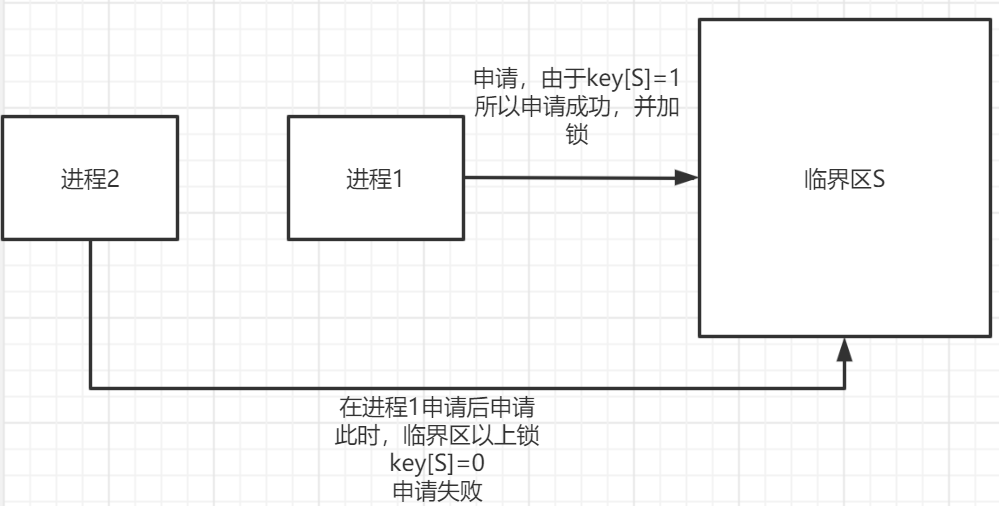 申请，由于key[S]=1
所以申请成功，并加
锁
进程2
进程1
临界区S
在进程1申请后申请
此时，临界区以上锁
key[S]=0
申请失败